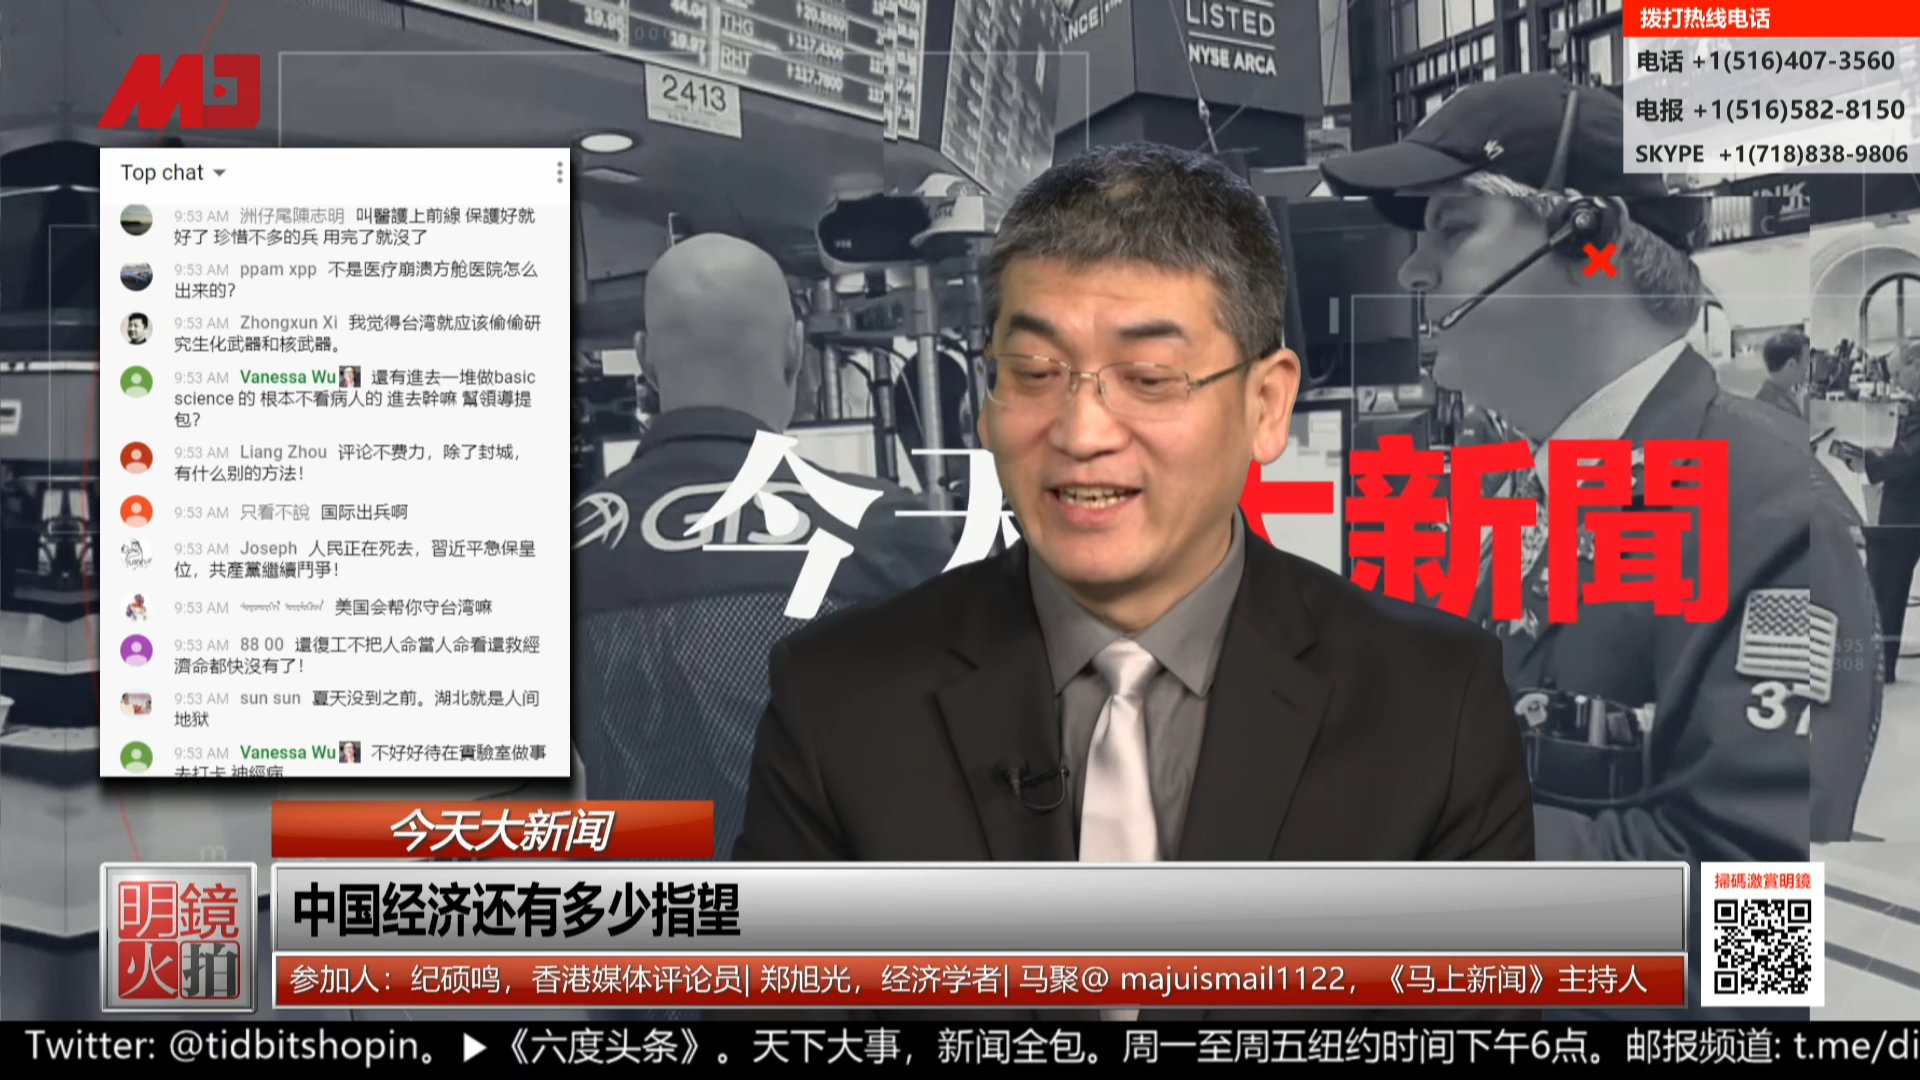 LISTED
NYSE ARCA
THG
RHT
2413
拨打热线电话
电话 +1(516)407-3560
电报 +1(516)582-8150
SKYPE +1(718)838-9806
Top chat
9:53 AM 洲仔尾陳志明 叫醫護上前線 保護好就
好了 珍惜不多的兵 用完了就沒了
9:53 AM ppam xpp 不是医疗崩溃方舱医院怎么
出来的?
9:53 AM Zhongxun Xi 我觉得台湾就应该偷偷研
究生化武器和核武器。
9:53 AM Vanessa Wu 還有進去一堆做basic
science 的 根本不看病人的 進去幹嘛 幫領導提
包?
9:53 AM Liang Zhou 评论不费力，除了封城，
有什么别的方法！
9:53 AM 只看不說 国际出兵啊
9:53 AM Joseph 人民正在死去，習近平急保皇
位，共產黨繼續鬥爭！
9:53 AM 美国会帮你守台湾嘛
9:53 AM 88 00 還復工不把人命當人命看還救經
濟命都快沒有了！
9:53 AM sun sun 夏天没到之前。湖北就是人间
地狱
9:53 AM Vanessa Wu 不好好待在實驗室做事
去打卡 神經病
今天大新聞
37
今天大新闻
明鏡
火拍
中国经济还有多少指望
掃碼激賞明鏡
参加人：纪硕鸣，香港媒体评论员| 郑旭光，经济学者| 马聚@ majuismail1122，《马上新闻》主持人
Twitter: @tidbitshopin。▶《六度头条》。天下大事，新闻全包。周一至周五纽约时间下午6点。邮报频道: t.me/di